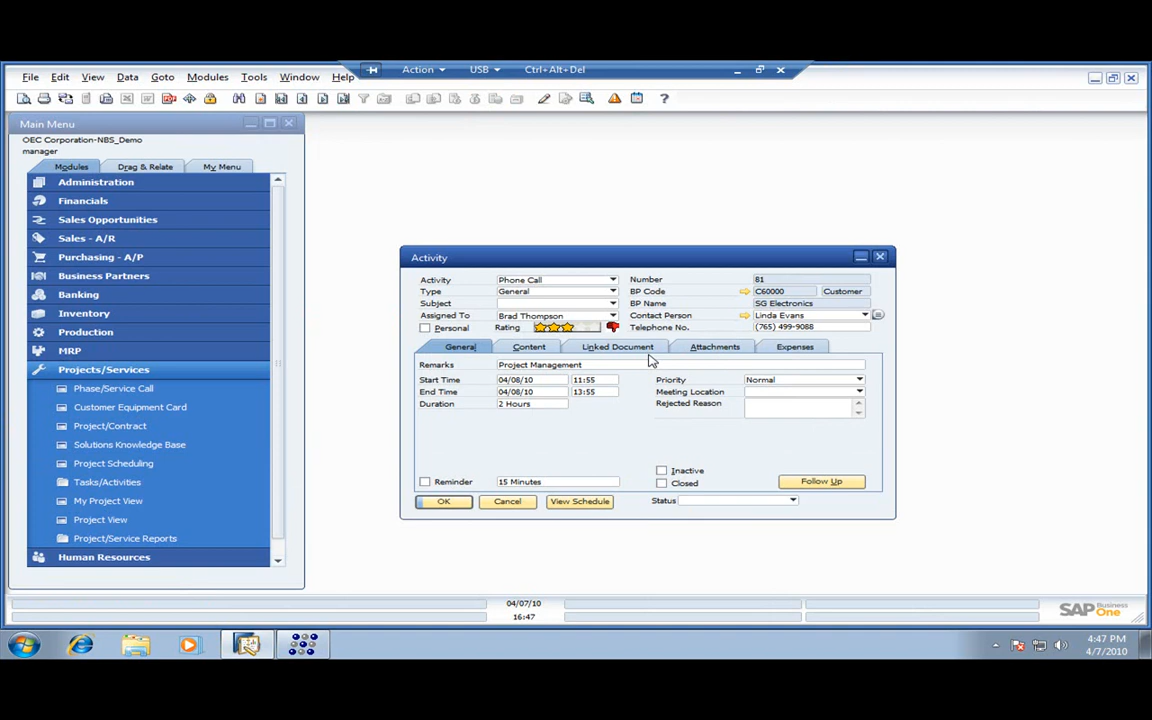 Action USB Ctrl+Alt+Del
File Edit View Data Goto Modules Tools Window Help
Main Menu
OEC Corporation-NBS_Demo
manager
Modules Drag & Relate My Menu
Administration
Financials
Sales Opportunities
Sales - A/R
Purchasing - A/P
Business Partners
Banking
Inventory
Production
MRP
Projects/Services
Phase/Service Call
Customer Equipment Card
Project/Contract
Solutions Knowledge Base
Project Scheduling
Tasks/Activities
My Project View
Project View
Project/Service Reports
Human Resources
Activity
Activity Phone Call Number 81
Type General BP Code C60000 Customer
Subject BP Name SG Electronics
Assigned To Brad Thompson Contact Person Linda Evans
Personal Rating Telephone No. (765) 499-9088
General Content Linked Document Attachments Expenses
Remarks Project Management
Start Time 04/08/10 11:55 Priority Normal
End Time 04/08/10 13:55 Meeting Location
Duration 2 Hours Rejected Reason
Inactive
Reminder 15 Minutes Closed Follow Up
OK Cancel View Schedule Status
04/07/10
16:47
SAP Business One
4:47 PM
4/7/2010